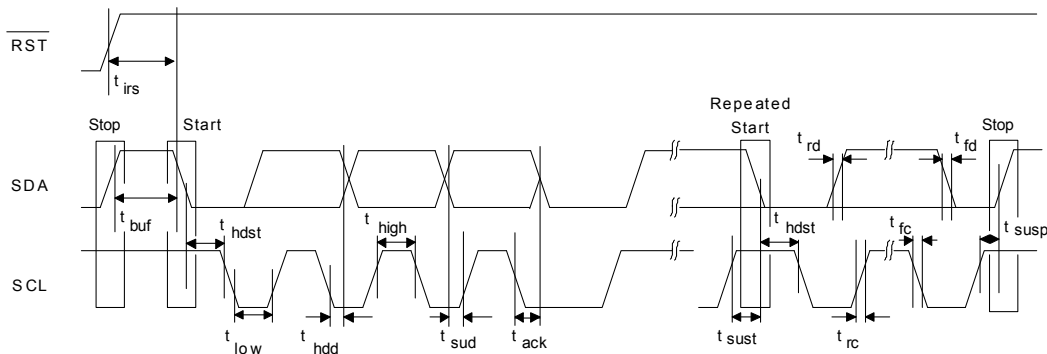 RST
t irs
Repeated
Stop Start Start Stop
t rd t fd
SDA
t buf t hdst t high t hdst t fc t susp
SCL
t low t hdd t sud t ack t sust t rc